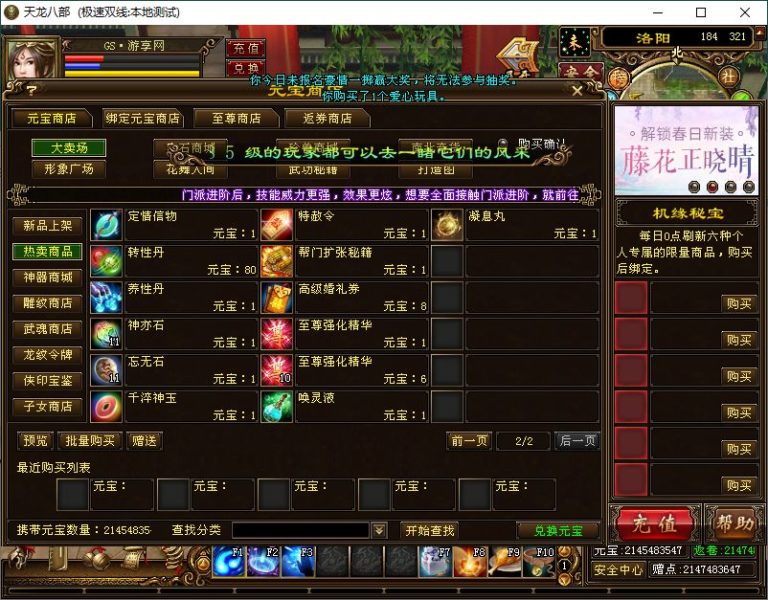 天龙八部 (极速双线:本地测试)
GS·游享网
充值
兑换
洛阳 184 321
北
你今日未报名豪情一掷赢大奖，将无法参与抽奖。
你购买了1个爱心玩具。
元宝商店
元宝商店 绑定元宝商店 至尊商店 返券商店
大卖场
购买确认
85 级的玩家都可以去一睹它们的风采
形象广场 花舞人间 武功秘籍 打造图
门派进阶后，技能威力更强，效果更炫，想要全面接触门派进阶，就前往
解锁春日新装
藤花正晓晴
机缘秘宝
每日0点刷新六种个
人专属的限量商品，购买
后绑定。
新品上架
热卖商品
神器商城
雕纹商店
武魂商店
龙纹令牌
侠印宝鉴
子女商店
定情信物 元宝：1
特赦令 元宝：1
凝息丸 元宝：1
转性丹 元宝：80
帮门扩张秘籍 元宝：1
养性丹 元宝：1
高级婚礼券 元宝：8
神亦石 11 元宝：1
至尊强化精华 元宝：1
忘无石 11 元宝：1
至尊强化精华 10 元宝：6
千淬神玉 元宝：1
唤灵液 元宝：1
购买
购买
购买
购买
购买
购买
预览 批量购买 赠送 前一页 2/2 后一页
最近购买列表
元宝： 元宝： 元宝： 元宝： 元宝：
携带元宝数量：21454835 查找分类 开始查找 兑换元宝
充值 帮助
F1 F2 F3 F7 F8 F9 F10 1
元宝:2145483547 返卷:21474
安全中心 赠点:2147483647